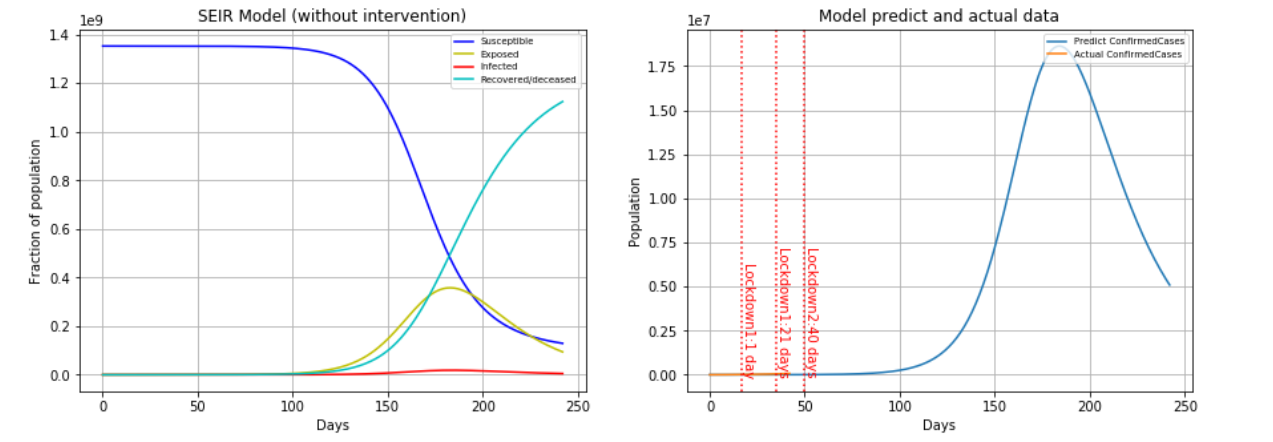 SEIR Model (without intervention)
1e9
1.4
1.2
1.0
0.8
0.6
0.4
0.2
0.0
Fraction of population
0 50 100 150 200 250
Days
Susceptible
Exposed
Infected
Recovered/deceased
Model predict and actual data
1e7
1.75
1.50
1.25
1.00
0.75
0.50
0.25
0.00
Population
0 50 100 150 200 250
Days
Predict ConfirmedCases
Actual ConfirmedCases
Lockdown1:1 day
Lockdown1:21 days
Lockdown2:40 days